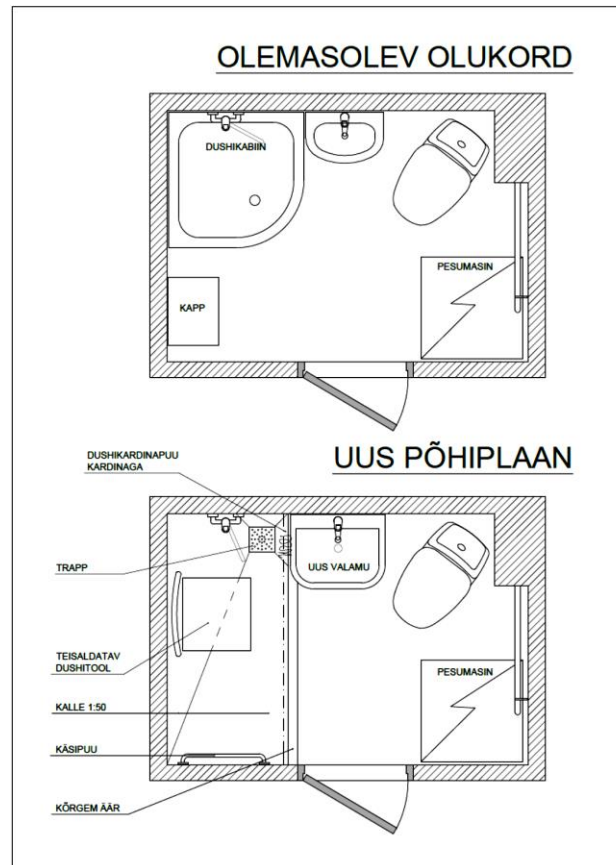 OLEMASOLEV OLUKORD
DUSHIKABIIN
PESUMASIN
KAPP
UUS PÕHIPLAAN
DUSHIKARDINAPUU
KARDINAGA
TRAPP
UUS VALAMU
TEISALDATAV
DUSHITOOL
PESUMASIN
KALLE 1:50
KÄSIPUU
KÕRGEM ÄÄR